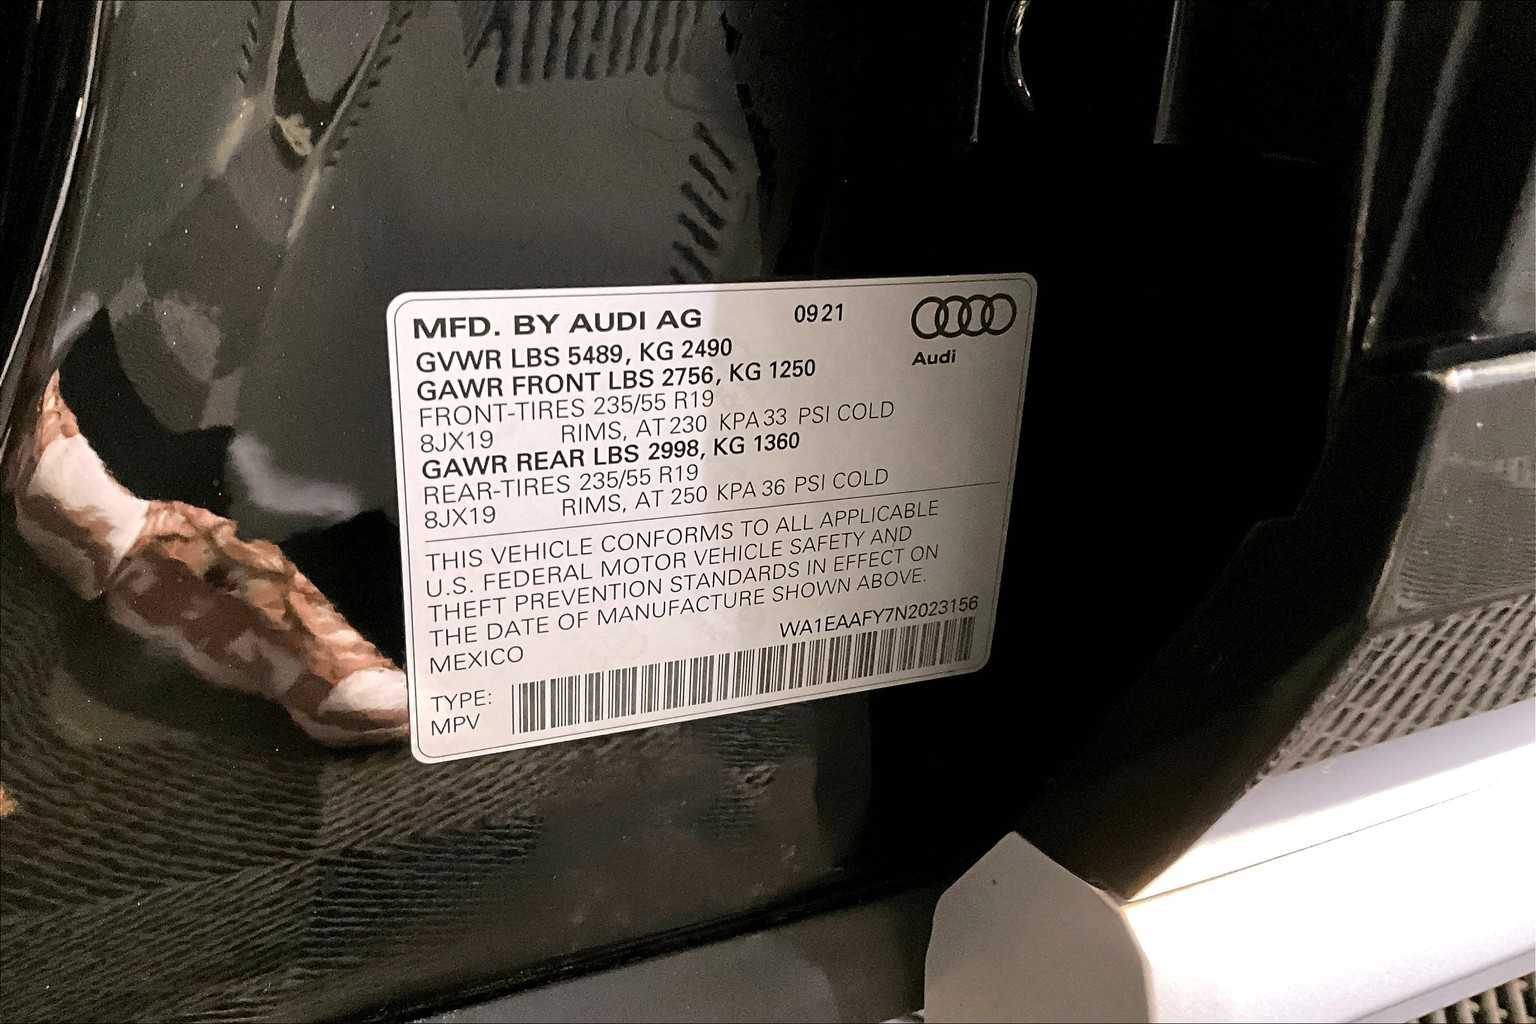 MFD. BY AUDI AG 09 21
Audi
GVWR LBS 5489, KG 2490
GAWR FRONT LBS 2756, KG 1250
FRONT-TIRES 235/55 R19
8JX19 RIMS, AT 230 KPA 33 PSI COLD
GAWR REAR LBS 2998, KG 1360
REAR-TIRES 235/55 R19
8JX19 RIMS, AT 250 KPA 36 PSI COLD
THIS VEHICLE CONFORMS TO ALL APPLICABLE
U.S. FEDERAL MOTOR VEHICLE SAFETY AND
THEFT PREVENTION STANDARDS IN EFFECT ON
THE DATE OF MANUFACTURE SHOWN ABOVE.
WA1EAAFY7N2023156
MEXICO
TYPE:
MPV